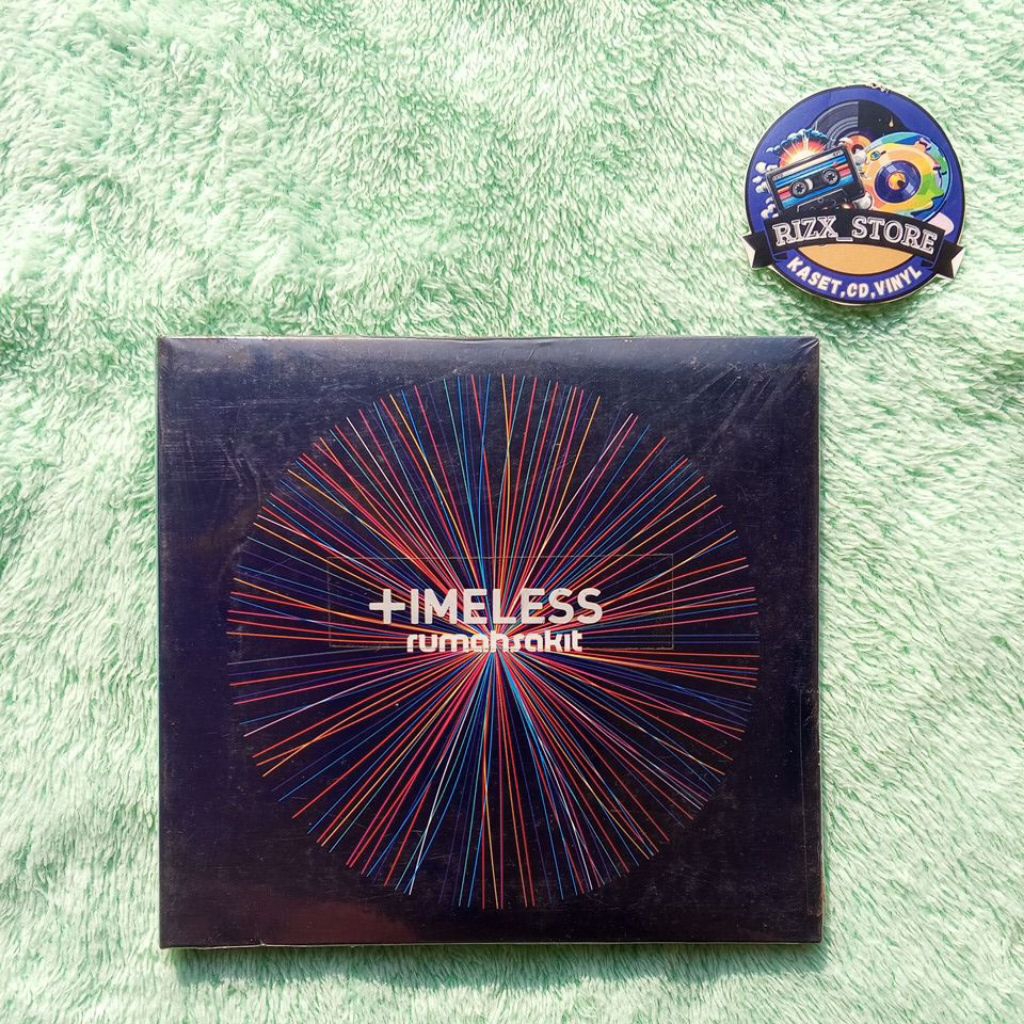 RIZX_STORE
KASET,CD,VINYL
+IMELESS
rumahsakit